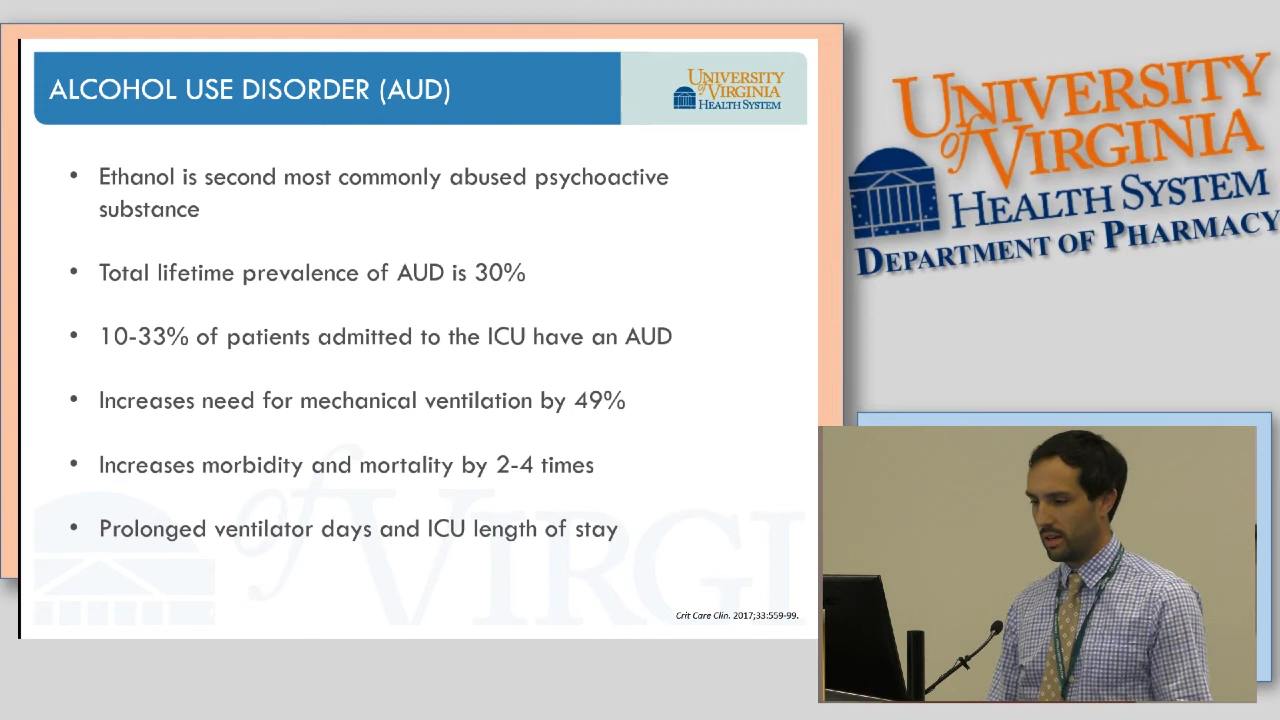 ALCOHOL USE DISORDER (AUD)
UNIVERSITY
of VIRGINIA
HEALTH SYSTEM
• Ethanol is second most commonly abused psychoactive
substance
• Total lifetime prevalence of AUD is 30%
• 10-33% of patients admitted to the ICU have an AUD
• Increases need for mechanical ventilation by 49%
• Increases morbidity and mortality by 2-4 times
• Prolonged ventilator days and ICU length of stay
of VIRGI
Crit Care Clin. 2017;33:559-99.
UNIVERSITY
of VIRGINIA
HEALTH SYSTEM
DEPARTMENT OF PHARMACY